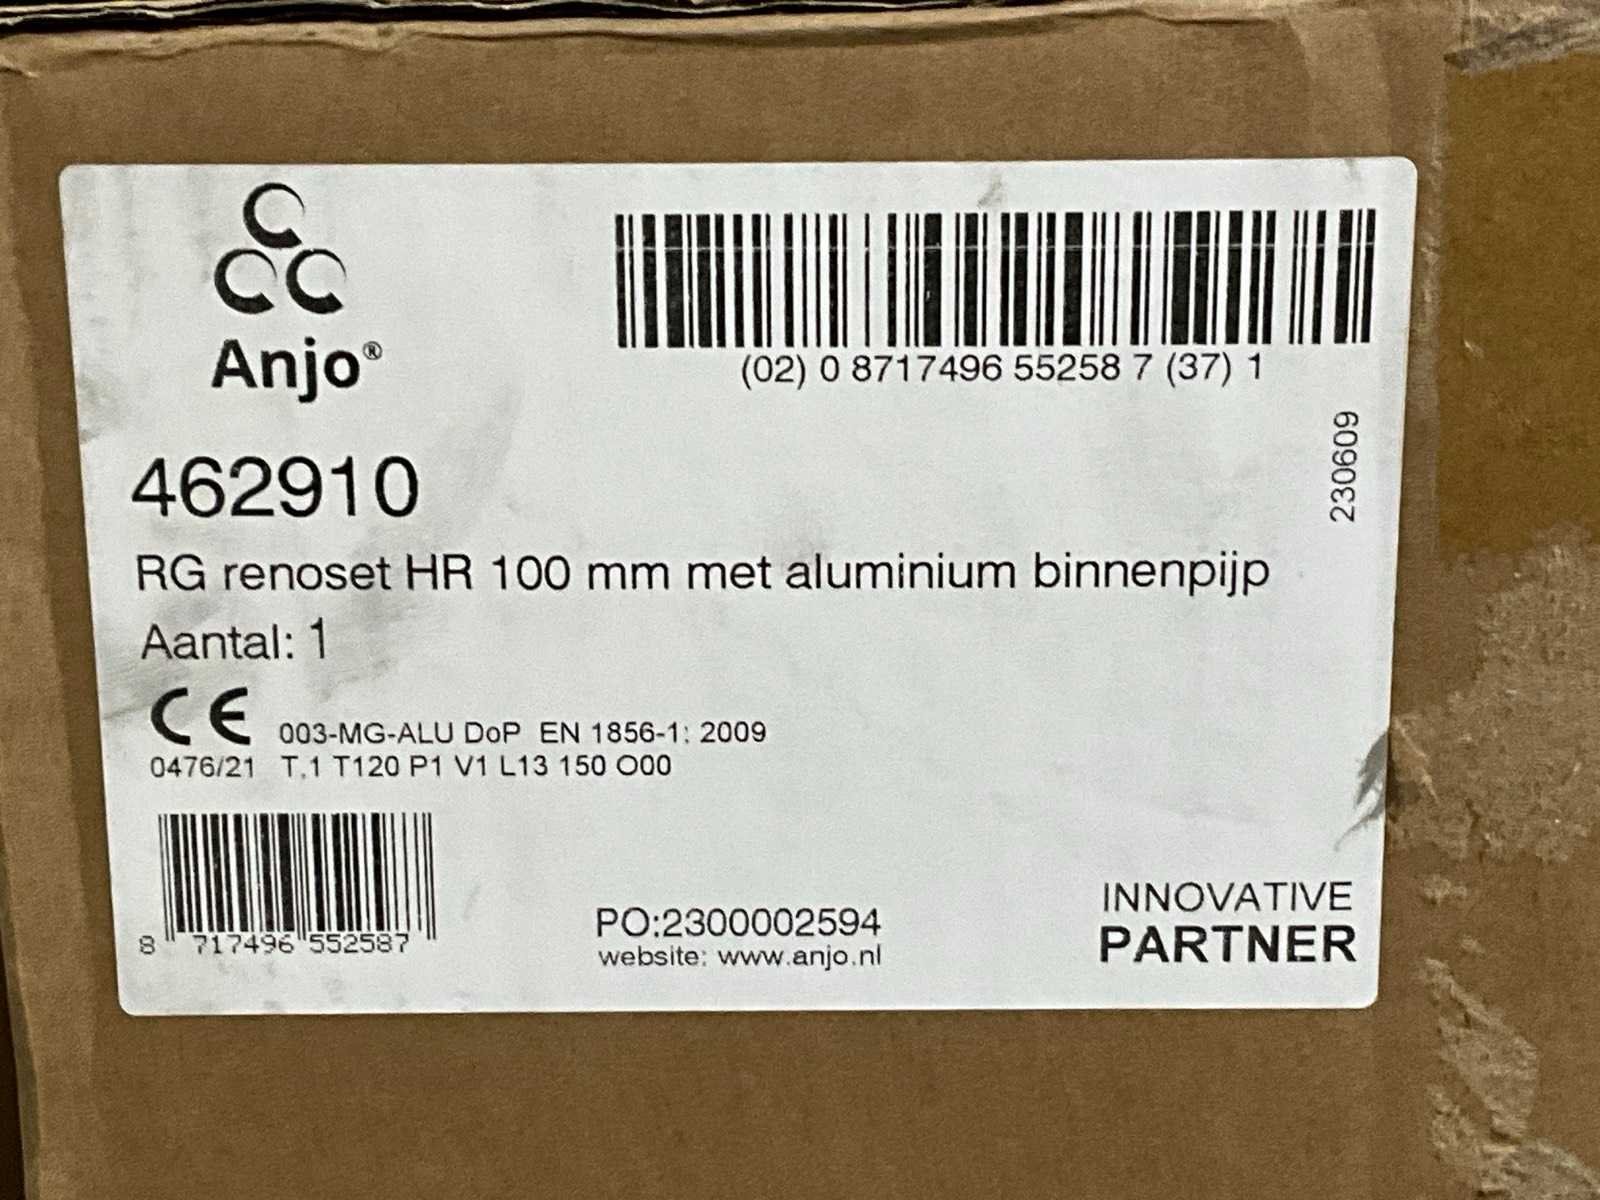 Anjo®
(02) 0 8717496 55258 7 (37) 1
230609
462910
RG renoset HR 100 mm met aluminium binnenpijp
Aantal: 1
CE 003-MG-ALU DoP EN 1856-1: 2009
0476/21 T.1 T120 P1 V1 L13 150 O00
8 717496 552587
PO:2300002594
website: www.anjo.nl
INNOVATIVE
PARTNER